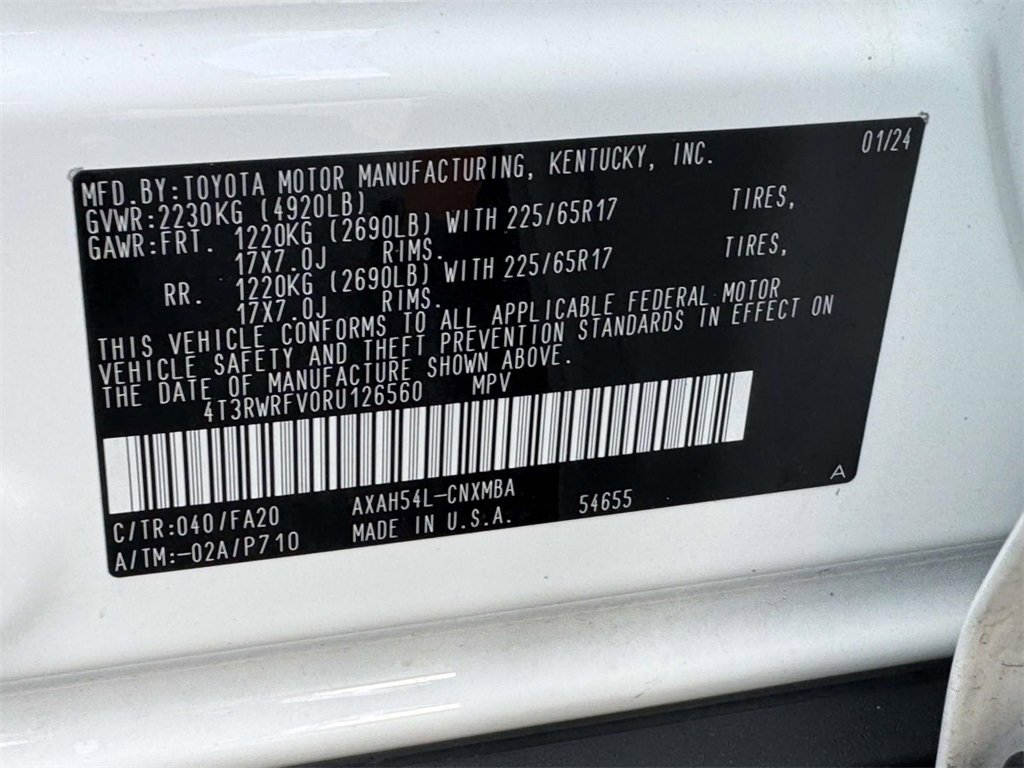 01/24
MFD.BY:TOYOTA MOTOR MANUFACTURING, KENTUCKY, INC.
GVWR:2230KG (4920LB)
GAWR:FRT. 1220KG (2690LB) WITH 225/65R17 TIRES,
17X7.0J RIMS.
RR. 1220KG (2690LB) WITH 225/65R17 TIRES,
17X7.0J RIMS.
THIS VEHICLE CONFORMS TO ALL APPLICABLE FEDERAL MOTOR
VEHICLE SAFETY AND THEFT PREVENTION STANDARDS IN EFFECT ON
THE DATE OF MANUFACTURE SHOWN ABOVE.
4T3RWRFV0RU126560 MPV
A
C/TR:040/FA20 AXAH54L-CNXMBA 54655
A/TM:-02A/P710 MADE IN U.S.A.